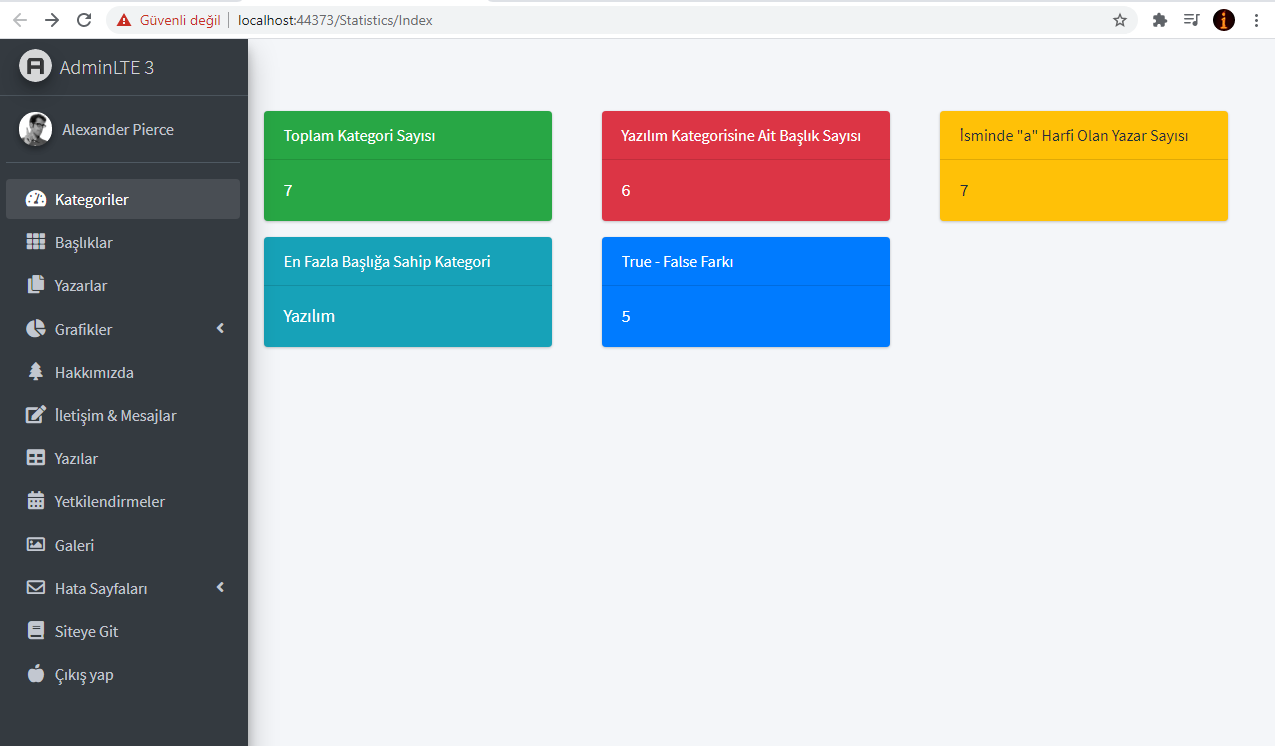 Güvenli değil
localhost:44373/Statistics/Index
AdminLTE 3
Alexander Pierce
Kategoriler
Başlıklar
Yazarlar
Grafikler
Hakkımızda
İletişim & Mesajlar
Yazılar
Yetkilendirmeler
Galeri
Hata Sayfaları
Siteye Git
Çıkış yap
Toplam Kategori Sayısı
7
Yazılım Kategorisine Ait Başlık Sayısı
6
İsminde "a" Harfi Olan Yazar Sayısı
7
En Fazla Başlığa Sahip Kategori
Yazılım
True - False Farkı
5